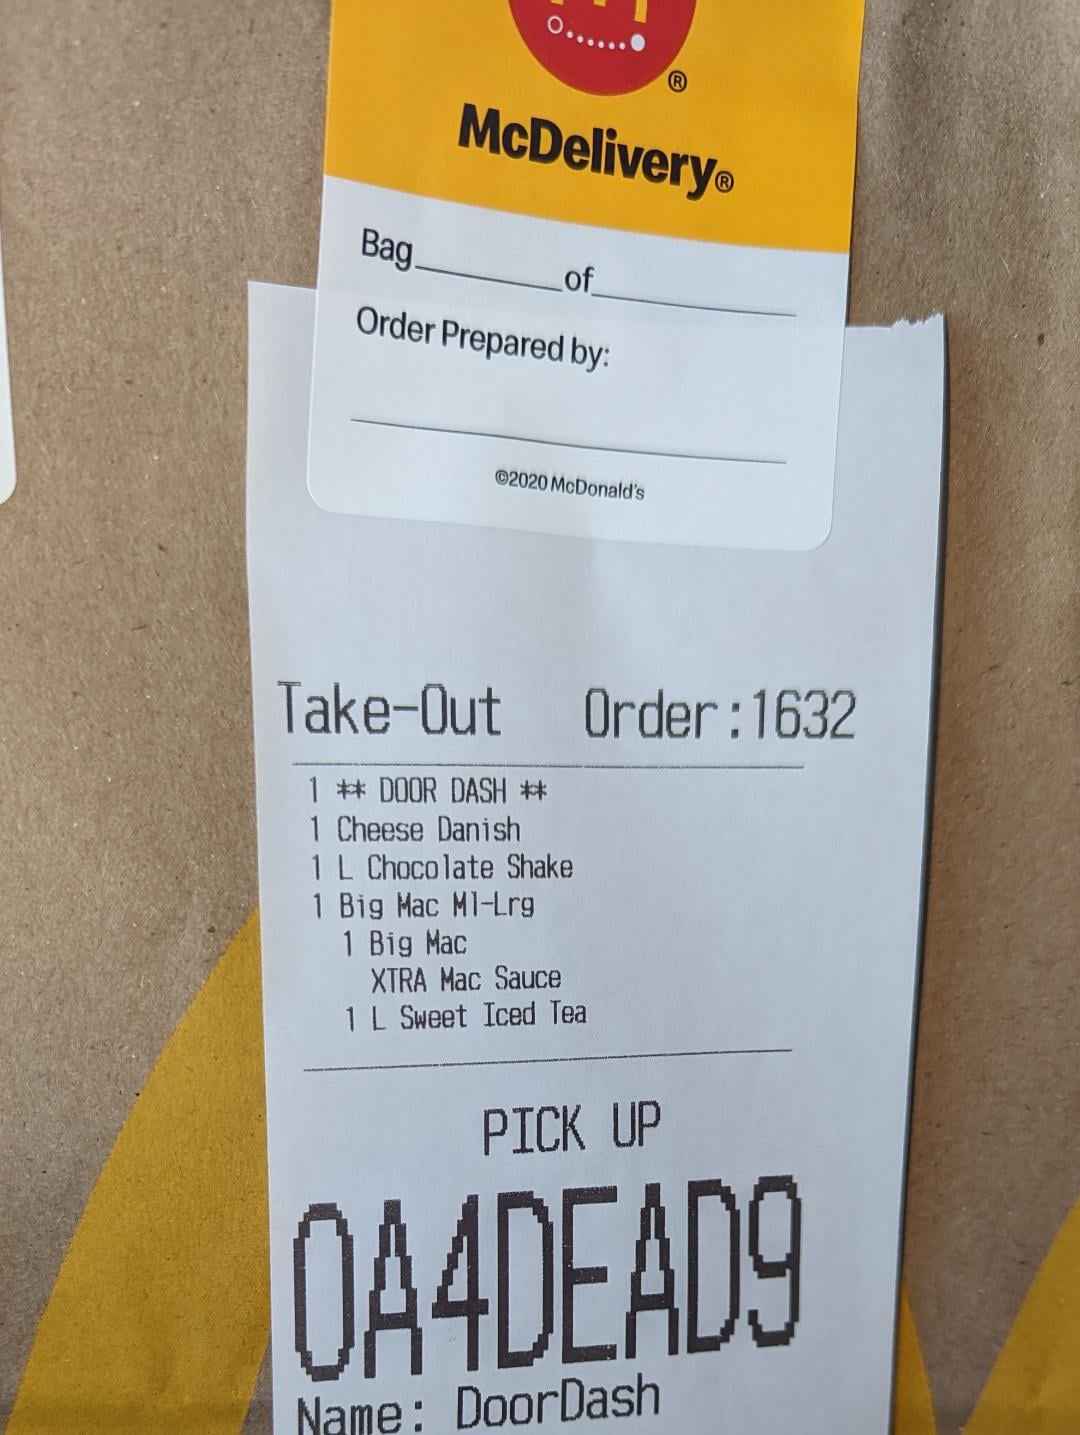 ®
McDelivery®
Bag______of______
Order Prepared by:
©2020 McDonald's
Take-Out Order:1632
1 ** DOOR DASH **
1 Cheese Danish
1 L Chocolate Shake
1 Big Mac Ml-Lrg
1 Big Mac
XTRA Mac Sauce
1 L Sweet Iced Tea
PICK UP
0A4DEAD9
Name: DoorDash